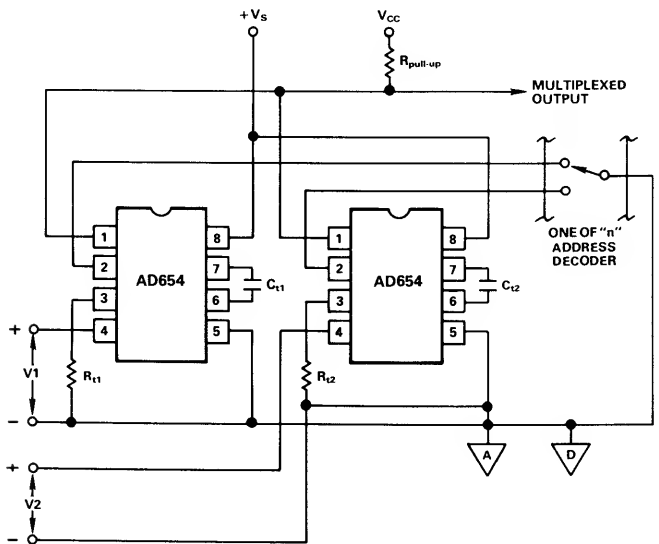 +VS
VCC
Rpull-up
MULTIPLEXED
OUTPUT
ONE OF "n"
ADDRESS
DECODER
1
2
3
4
AD654
8
7
6
5
Ct1
1
2
3
4
AD654
8
7
6
5
Ct2
+
V1
−
Rt1
Rt2
+
V2
−
A
D